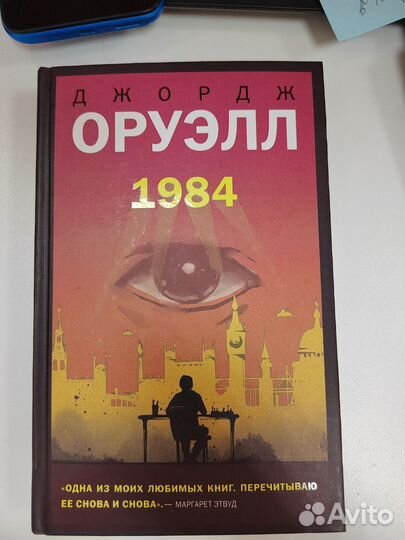 ДЖОРДЖ
ОРУЭЛЛ
1984
«ОДНА ИЗ МОИХ ЛЮБИМЫХ КНИГ. ПЕРЕЧИТЫВАЮ
ЕЕ СНОВА И СНОВА».— МАРГАРЕТ ЭТВУД
Avito